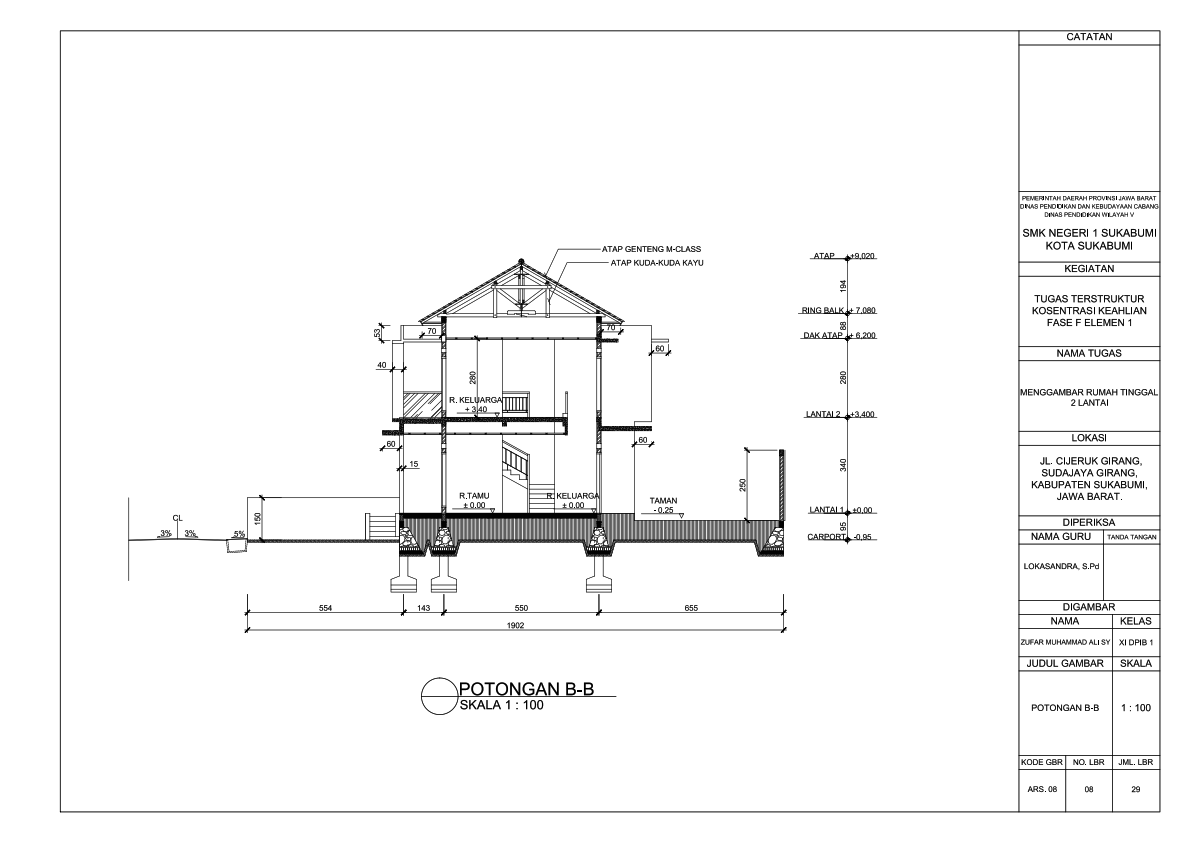 CATATAN
PEMERINTAH DAERAH PROVINSI JAWA BARAT
DINAS PENDIDIKAN DAN KEBUDAYAAN CABANG
DINAS PENDIDIKAN WILAYAH V
SMK NEGERI 1 SUKABUMI
KOTA SUKABUMI
KEGIATAN
TUGAS TERSTRUKTUR
KOSENTRASI KEAHLIAN
FASE F ELEMEN 1
NAMA TUGAS
MENGGAMBAR RUMAH TINGGAL
2 LANTAI
LOKASI
JL. CIJERUK GIRANG,
SUDAJAYA GIRANG,
KABUPATEN SUKABUMI,
JAWA BARAT.
DIPERIKSA
NAMA GURU TANDA TANGAN
LOKASANDRA, S.Pd
DIGAMBAR
NAMA KELAS
ZUFAR MUHAMMAD ALI SY XI DPIB 1
JUDUL GAMBAR SKALA
POTONGAN B-B 1 : 100
KODE GBR NO. LBR JML. LBR
ARS. 08 08 29
ATAP GENTENG M-CLASS
ATAP KUDA-KUDA KAYU
ATAP +9,020
194
RING BALK + 7.080
88
DAK ATAP + 6,200
280
LANTAI 2 +3,400
340
LANTAI 1 ±0,00
95
CARPORT -0,95
53
70
70
60
40
280
R. KELUARGA
+ 3.40
60
60
15
R.TAMU
± 0.00
R. KELUARGA
± 0.00
TAMAN
- 0.25
250
150
CL
3% 3% 5%
554 143 550 655
1902
POTONGAN B-B
SKALA 1 : 100